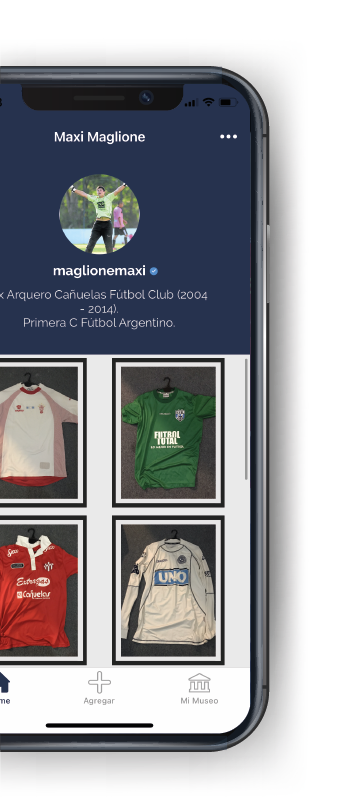 Maxi Maglione
maglionemaxi
x Arquero Cañuelas Fútbol Club (2004
- 2014).
Primera C Fútbol Argentino.
FUTBOL
TOTAL
Extragas
Cañuelas
UNO
me
Agregar
Mi Museo